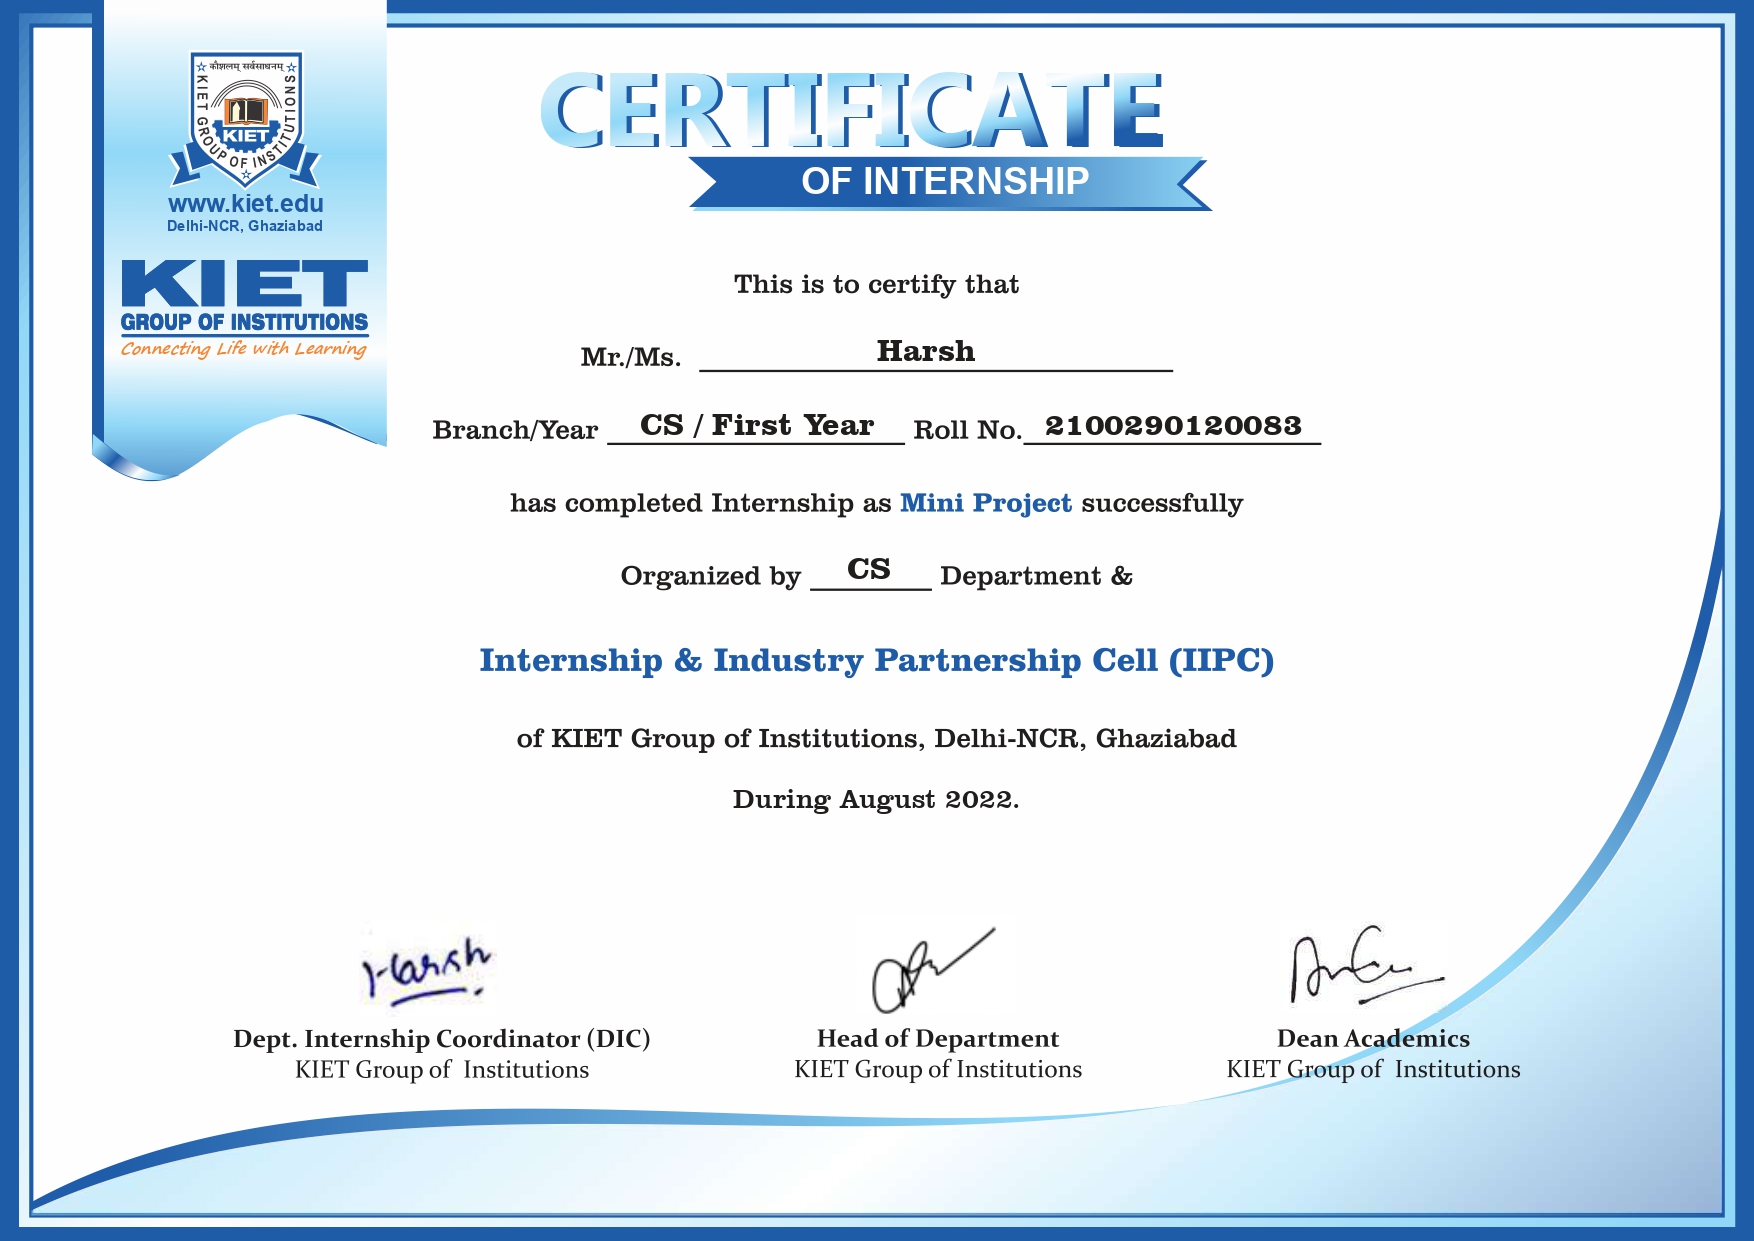 कौशलम् सर्वसाधनम्
KIET GROUP OF INSTITUTIONS
KIET
www.kiet.edu
Delhi-NCR, Ghaziabad
KIET
GROUP OF INSTITUTIONS
Connecting Life with Learning
CERTIFICATE
OF INTERNSHIP
This is to certify that
Mr./Ms. Harsh
Branch/Year CS / First Year Roll No. 2100290120083
has completed Internship as Mini Project successfully
Organized by CS Department &
Internship & Industry Partnership Cell (IIPC)
of KIET Group of Institutions, Delhi-NCR, Ghaziabad
During August 2022.
Harsh
Dept. Internship Coordinator (DIC)
KIET Group of Institutions
Head of Department
KIET Group of Institutions
Dean Academics
KIET Group of Institutions